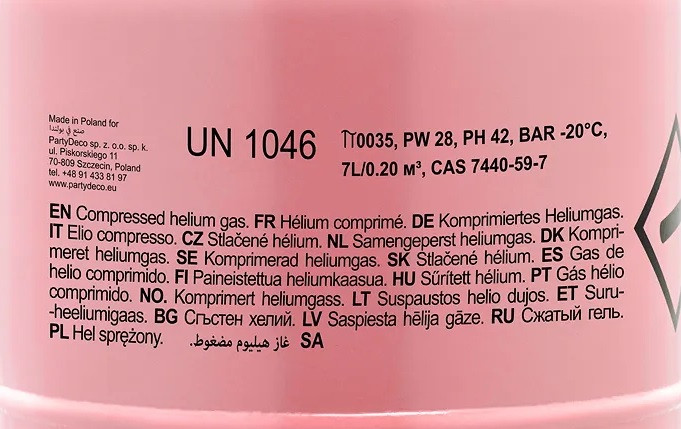 Made in Poland for
صنع في بولندا
PartyDeco sp. z. o.o. sp. k.
ul. Piskorskiego 11
70-809 Szczecin, Poland
tel. +48 91 433 81 97
www.partydeco.eu
UN 1046
π0035, PW 28, PH 42, BAR -20°C,
7L/0.20 м³, CAS 7440-59-7
EN Compressed helium gas. FR Hélium comprimé. DE Komprimiertes Heliumgas.
IT Elio compresso. CZ Stlačené hélium. NL Samengeperst heliumgas. DK Kompri-
meret heliumgas. SE Komprimerad heliumgas. SK Stlačené hélium. ES Gas de
helio comprimido. FI Paineistettua heliumkaasua. HU Sűrített hélium. PT Gás hélio
comprimido. NO. Komprimert heliumgass. LT Suspaustos helio dujos. ET Suru-
-heeliumigaas. BG Сгъстен хелий. LV Saspiesta hēlija gāze. RU Сжатый гель.
PL Hel sprężony. غاز هيليوم مضغوط. SA